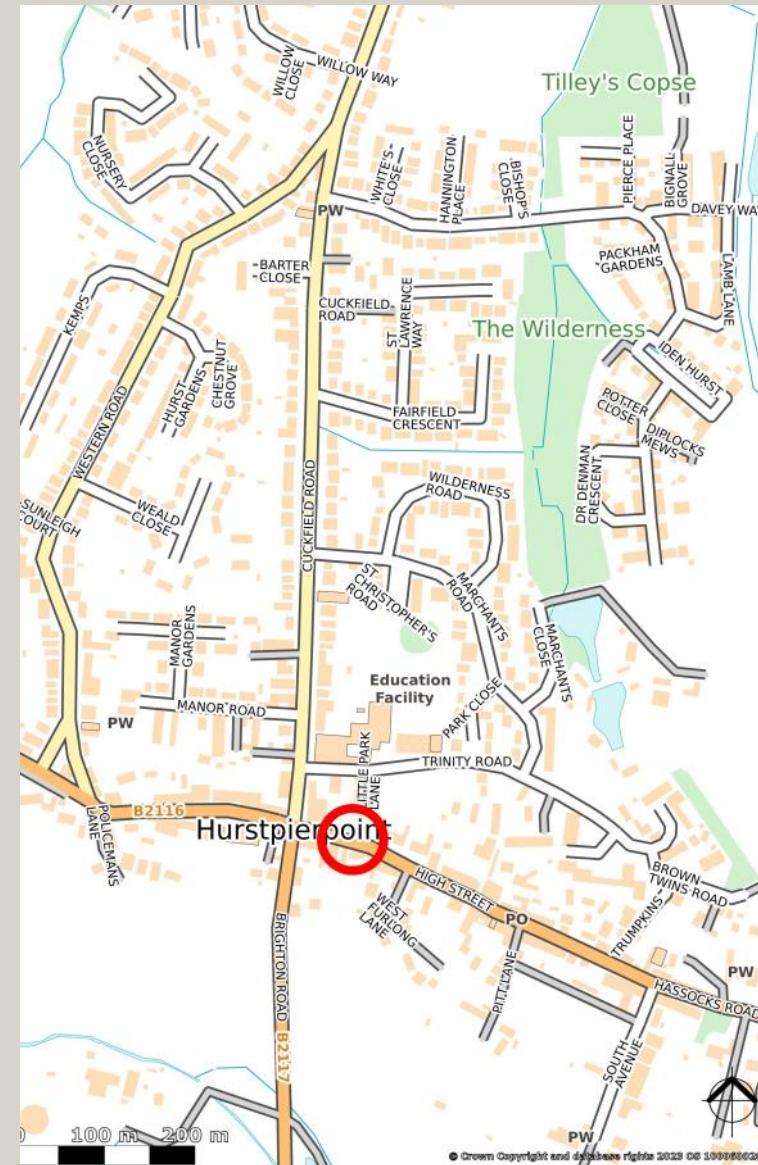 WILLOW
CLOSE
WILLOW WAY
Tilley's Copse
NURSERY
CLOSE
WHITE'S
CLOSE
HANNINGTON
PLACE
BISHOP'S
CLOSE
PIERCE PLACE
BIGNALL
GROVE
PW
DAVEY WAY
BARTER
CLOSE
PACKHAM
GARDENS
LAMB LANE
KEMPS
CUCKFIELD
ROAD
ST
LAWRENCE
WAY
The Wilderness
HURST
GARDENS
CHESTNUT
GROVE
IDEN HURST
WESTERN ROAD
FAIRFIELD
CRESCENT
POTTER
CLOSE
DIPLOCKS
MEWS
CUCKFIELD ROAD
WILDERNESS
ROAD
DR DENMAN
CRESCENT
SUNLEIGH
COURT
WEALD
CLOSE
ST
CHRISTOPHER'S
ROAD
MARCHANTS
ROAD
MARCHANTS
CLOSE
MANOR
GARDENS
Education
Facility
MANOR ROAD
PW
PARK CLOSE
LITTLE PARK
LANE
TRINITY ROAD
B2116
POLICEMANS
LANE
Hurstpierpoint
HIGH STREET
WEST
FURLONG
LANE
PO
BROWN
TWINS ROAD
TRUMPKINS
BRIGHTON ROAD
B2117
PITT LANE
PW
HASSOCKS ROAD
SOUTH
AVENUE
PW
0 100 m 200 m
© Crown Copyright and database rights 2023 OS